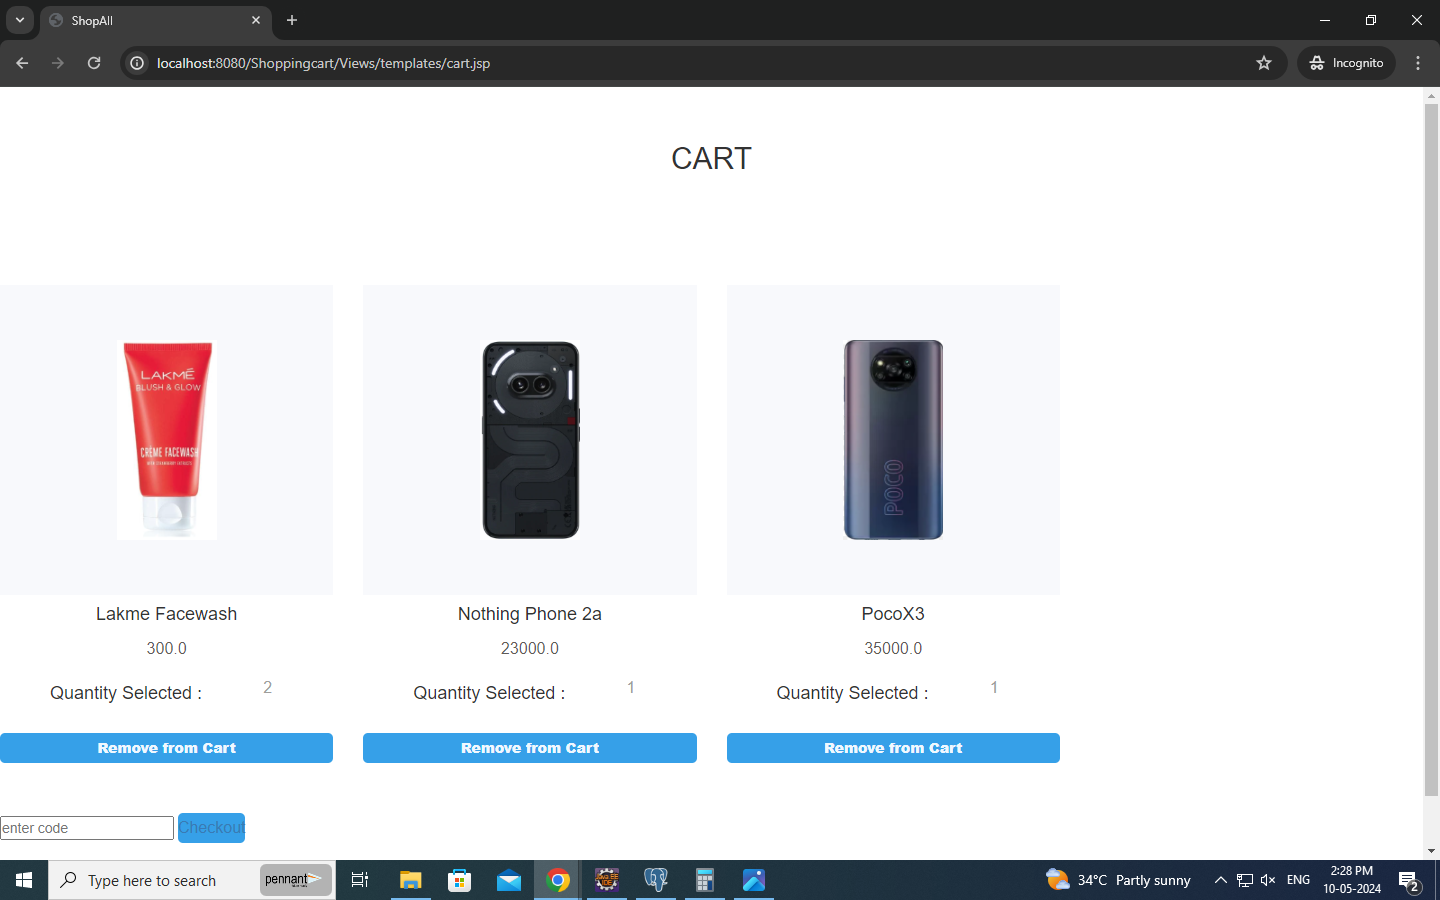 ShopAll
localhost:8080/Shoppingcart/Views/templates/cart.jsp
Incognito
CART
LAKMÉ
BLUSH & GLOW
CRÈME FACEWASH
POCO
Lakme Facewash
Nothing Phone 2a
PocoX3
300.0
23000.0
35000.0
Quantity Selected : 2
Quantity Selected : 1
Quantity Selected : 1
Remove from Cart
Remove from Cart
Remove from Cart
enter code
Checkout
Type here to search
pennant
34°C Partly sunny
ENG
2:28 PM
10-05-2024
2